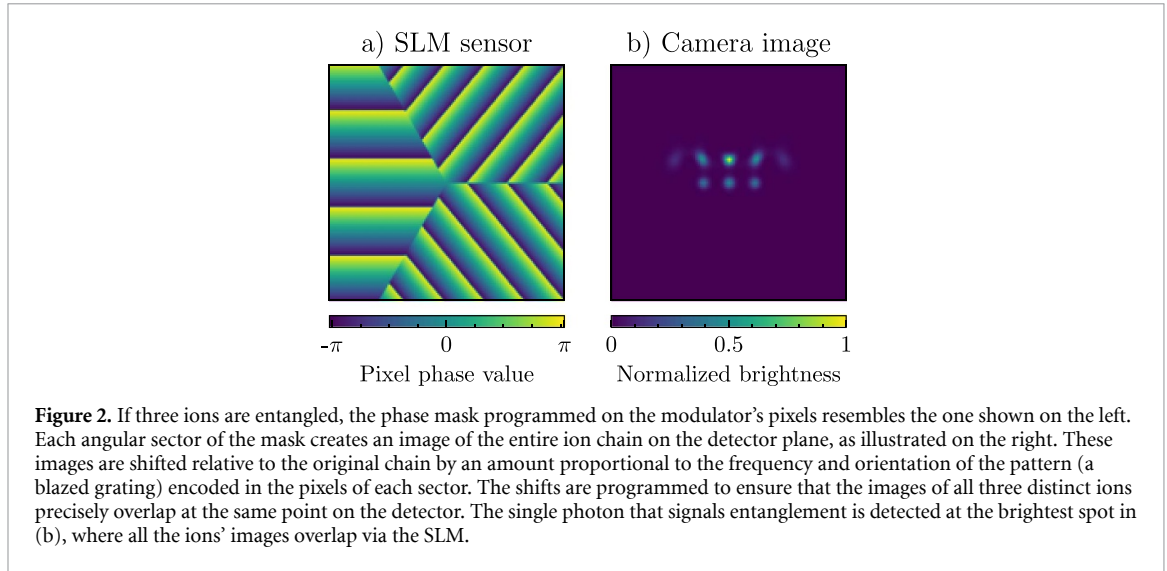 a) SLM sensor
b) Camera image
-π 0 π
0 0.5 1
Pixel phase value
Normalized brightness
Figure 2. If three ions are entangled, the phase mask programmed on the modulator's pixels resembles the one shown on the left.
Each angular sector of the mask creates an image of the entire ion chain on the detector plane, as illustrated on the right. These
images are shifted relative to the original chain by an amount proportional to the frequency and orientation of the pattern (a
blazed grating) encoded in the pixels of each sector. The shifts are programmed to ensure that the images of all three distinct ions
precisely overlap at the same point on the detector. The single photon that signals entanglement is detected at the brightest spot in
(b), where all the ions' images overlap via the SLM.